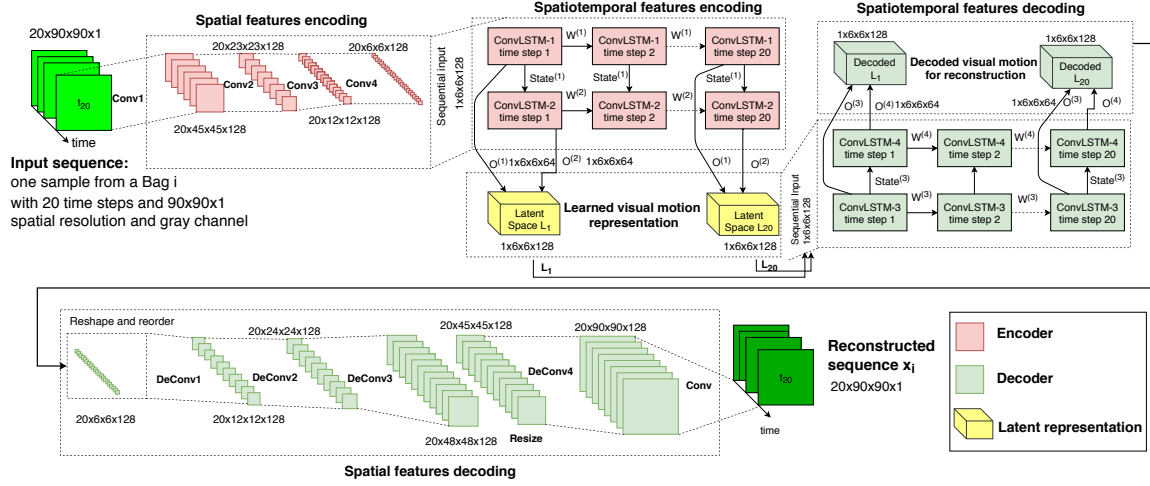 Spatial features encoding
20x90x90x1
t20
time
Conv1
20x45x45x128
Conv2
20x23x23x128
Conv3
20x12x12x128
Conv4
20x6x6x128
Input sequence:
one sample from a Bag i
with 20 time steps and 90x90x1
spatial resolution and gray channel
Spatiotemporal features encoding
Sequential input
1x6x6x128
ConvLSTM-1
time step 1
W(1)
ConvLSTM-1
time step 2
W(1)
ConvLSTM-1
time step 20
State(1)
State(1)
State(1)
ConvLSTM-2
time step 1
W(2)
ConvLSTM-2
time step 2
W(2)
ConvLSTM-2
time step 20
O(1)
1x6x6x64
O(2)
1x6x6x64
O(1)
O(2)
Latent
Space L1
1x6x6x128
Learned visual motion
representation
Latent
Space L20
1x6x6x128
L1
L20
Spatiotemporal features decoding
1x6x6x128
Decoded
L1
Decoded visual motion
for reconstruction
1x6x6x128
Decoded
L20
O(3)
O(4)
1x6x6x64
1x6x6x64
O(3)
O(4)
ConvLSTM-4
time step 1
W(4)
ConvLSTM-4
time step 2
W(4)
ConvLSTM-4
time step 20
State(3)
State(3)
ConvLSTM-3
time step 1
W(3)
ConvLSTM-3
time step 2
W(3)
ConvLSTM-3
time step 20
Sequential Input
1x6x6x128
Reshape and reorder
20x6x6x128
DeConv1
20x12x12x128
DeConv2
20x24x24x128
DeConv3
20x48x48x128
Resize
20x45x45x128
DeConv4
20x90x90x128
Conv
Spatial features decoding
t20
time
Reconstructed
sequence xi
20x90x90x1
Encoder
Decoder
Latent representation